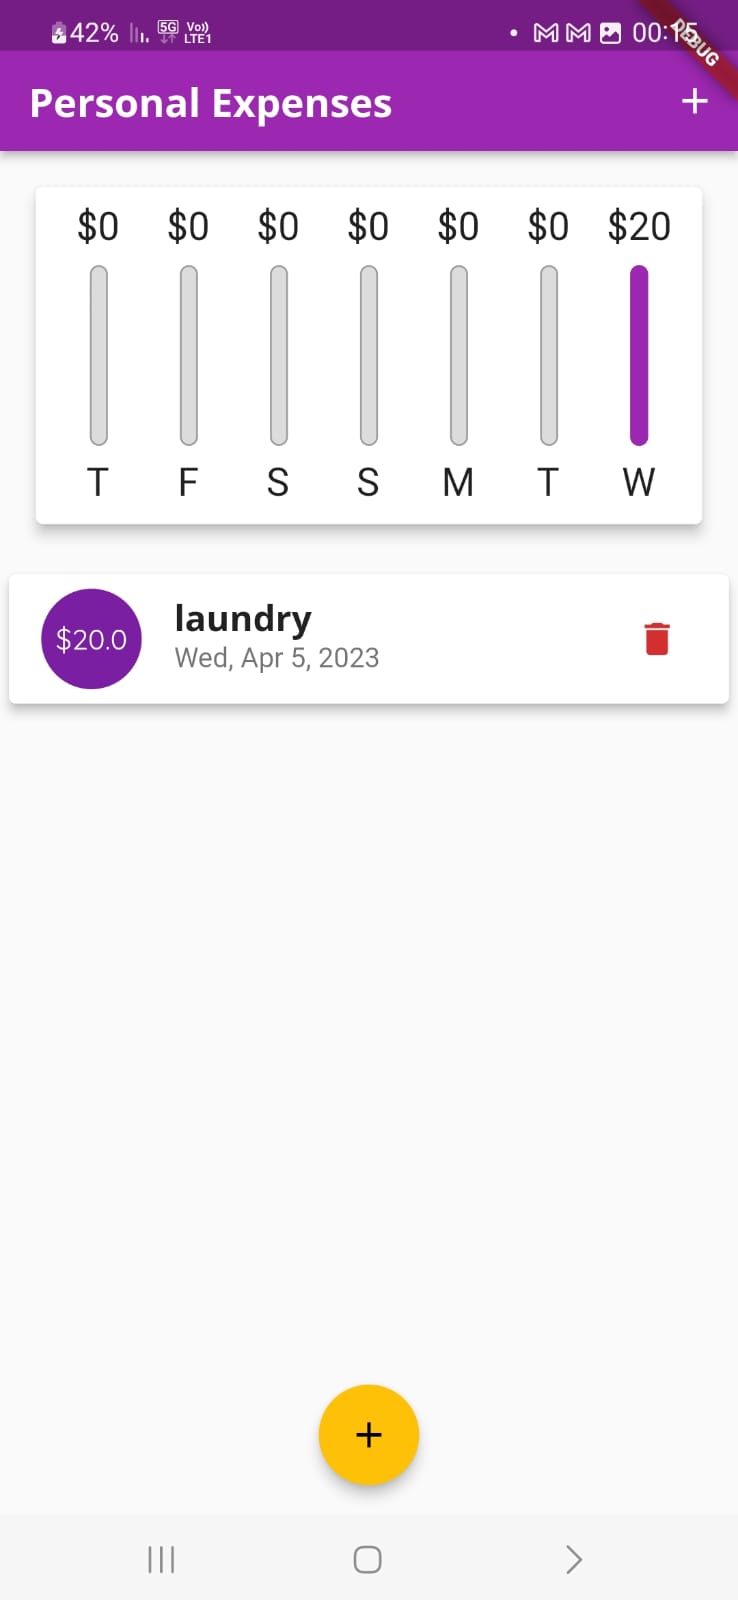 42% 5G Vo)) LTE1 00:15
DEBUG
Personal Expenses +
$0 $0 $0 $0 $0 $0 $20
T F S S M T W
$20.0
laundry
Wed, Apr 5, 2023
+